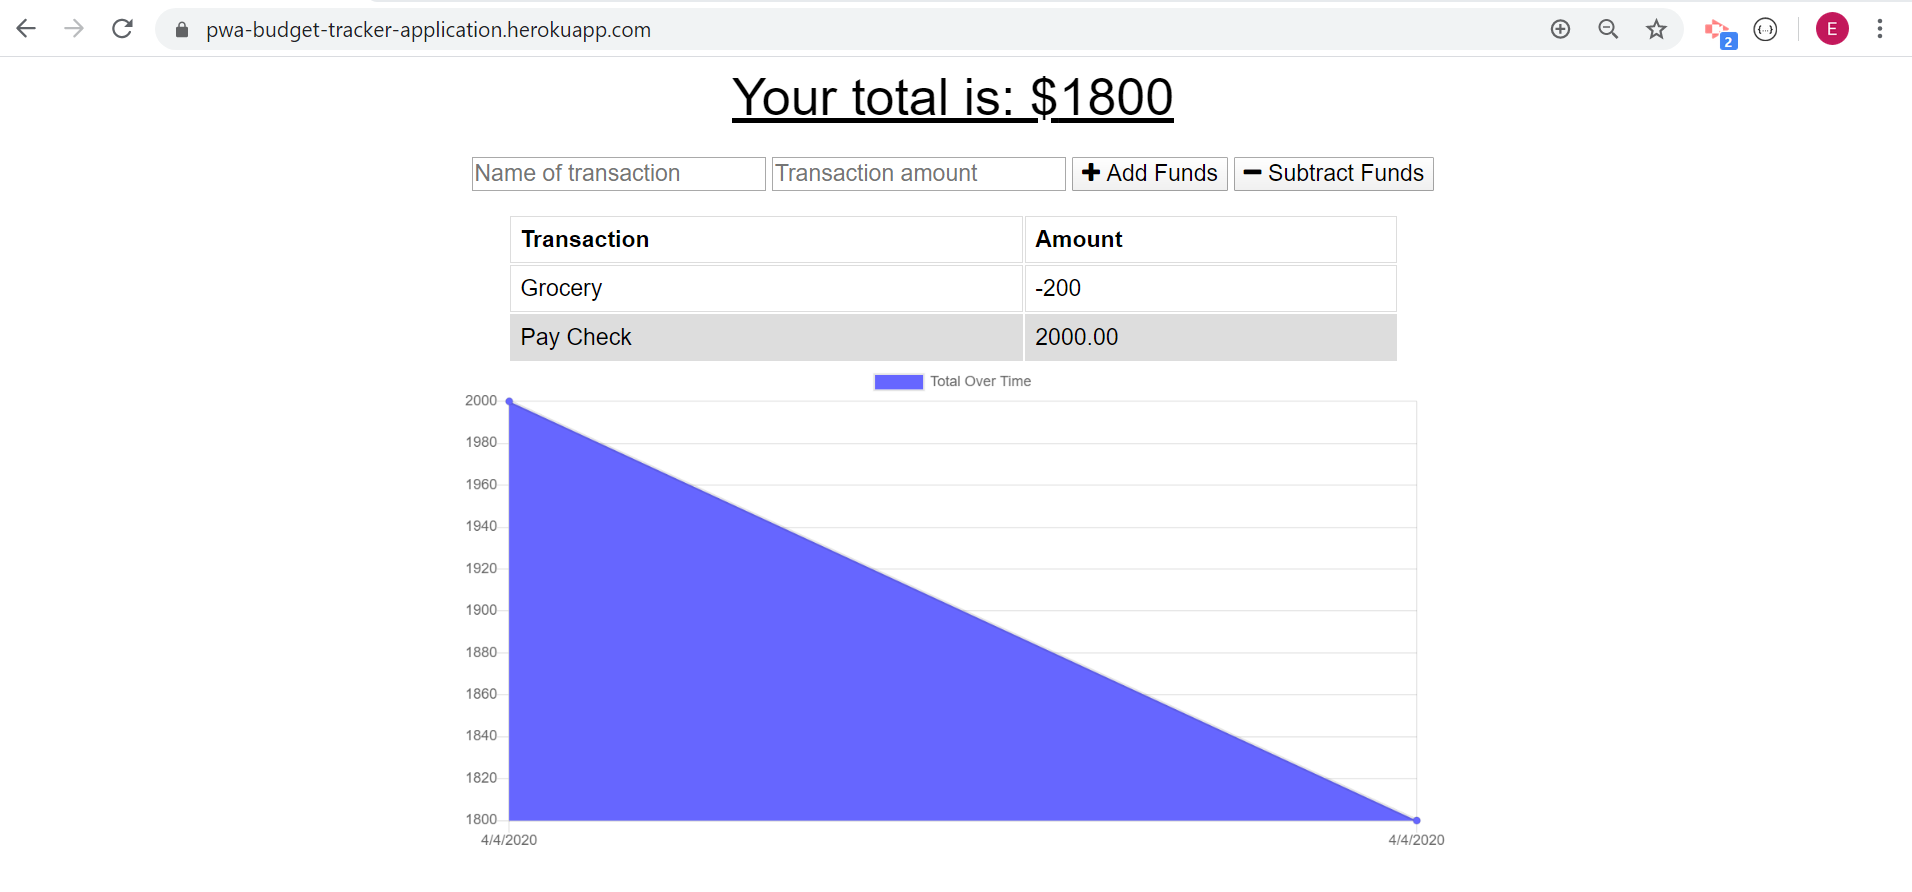 pwa-budget-tracker-application.herokuapp.com
2
E
Your total is: $1800
Name of transaction Transaction amount Add Funds Subtract Funds
Transaction Amount
Grocery -200
Pay Check 2000.00
Total Over Time
2000
1980
1960
1940
1920
1900
1880
1860
1840
1820
1800
4/4/2020 4/4/2020